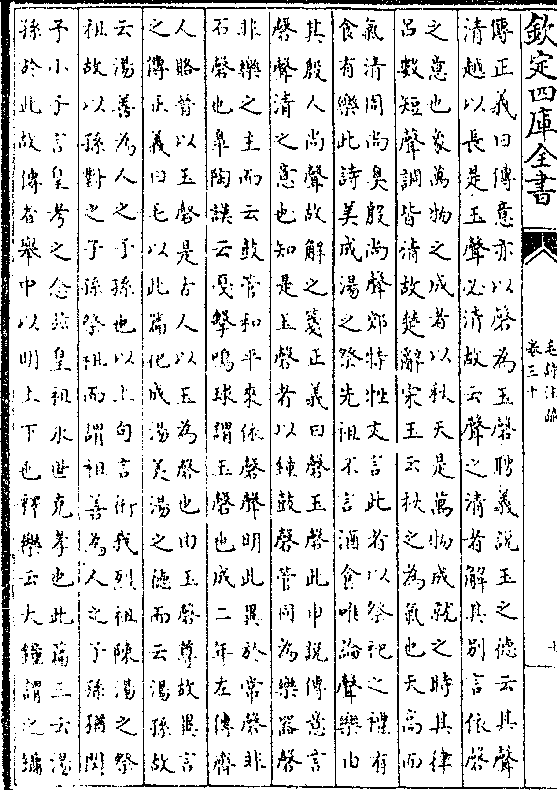 欽定四庫全書
毛詩注疏
卷三十
傳正義曰傳意亦以磬為玉磬聘義說玉之德云其聲
清越以長是玉聲必清故云聲之清者解其別言依磬
之意也象萬物之成者以秋天是萬物成就之時其律
呂數短聲調皆清故楚辭宋玉云秋之為氣也天高而
氣清周尚臭殷尚聲郊特牲文言此者以祭祀之禮有
食有樂此詩美成湯之祭先祖不言酒食唯論聲樂由
其殷人尚聲故解之箋正義曰磬玉磬此申說傳意言
磬聲清之意也知是玉磬者以鍾鼓磬管同為樂器磬
非樂之主而云鼓管和平來依磬聲明此異於常磬非
石磬也臯陶謨云戛擊鳴球謂玉磬也成二年左傳齊
人賂晉以玉磬是古人以玉為磬也由玉磬尊故異言
之傳正義曰毛以此篇他成湯美湯之德而云湯孫故
云湯善為人之子孫也以上句言衎我烈祖陳湯之祭
祖故以孫對之子孫祭祖而謂祖善為人之子孫猶閔
予小子言皇考之念玆皇祖永世克孝也此篇三云湯
孫於此故傳者舉中以明上下也釋樂云大鐘謂之鏞